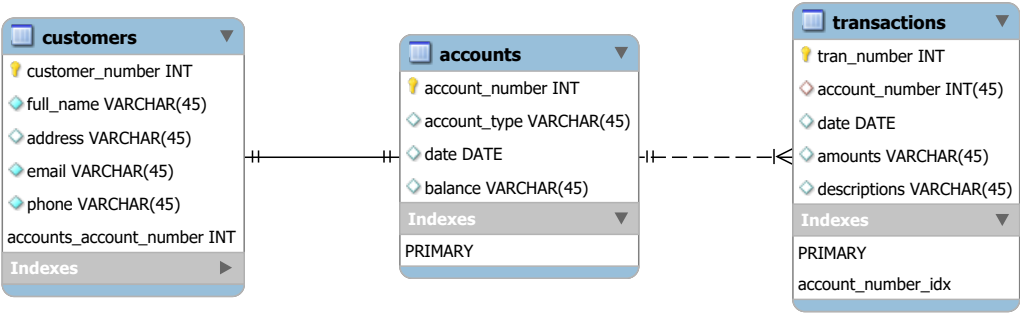 customers
customer_number INT
full_name VARCHAR(45)
address VARCHAR(45)
email VARCHAR(45)
phone VARCHAR(45)
accounts_account_number INT
Indexes
accounts
account_number INT
account_type VARCHAR(45)
date DATE
balance VARCHAR(45)
Indexes
PRIMARY
transactions
tran_number INT
account_number INT(45)
date DATE
amounts VARCHAR(45)
descriptions VARCHAR(45)
Indexes
PRIMARY
account_number_idx